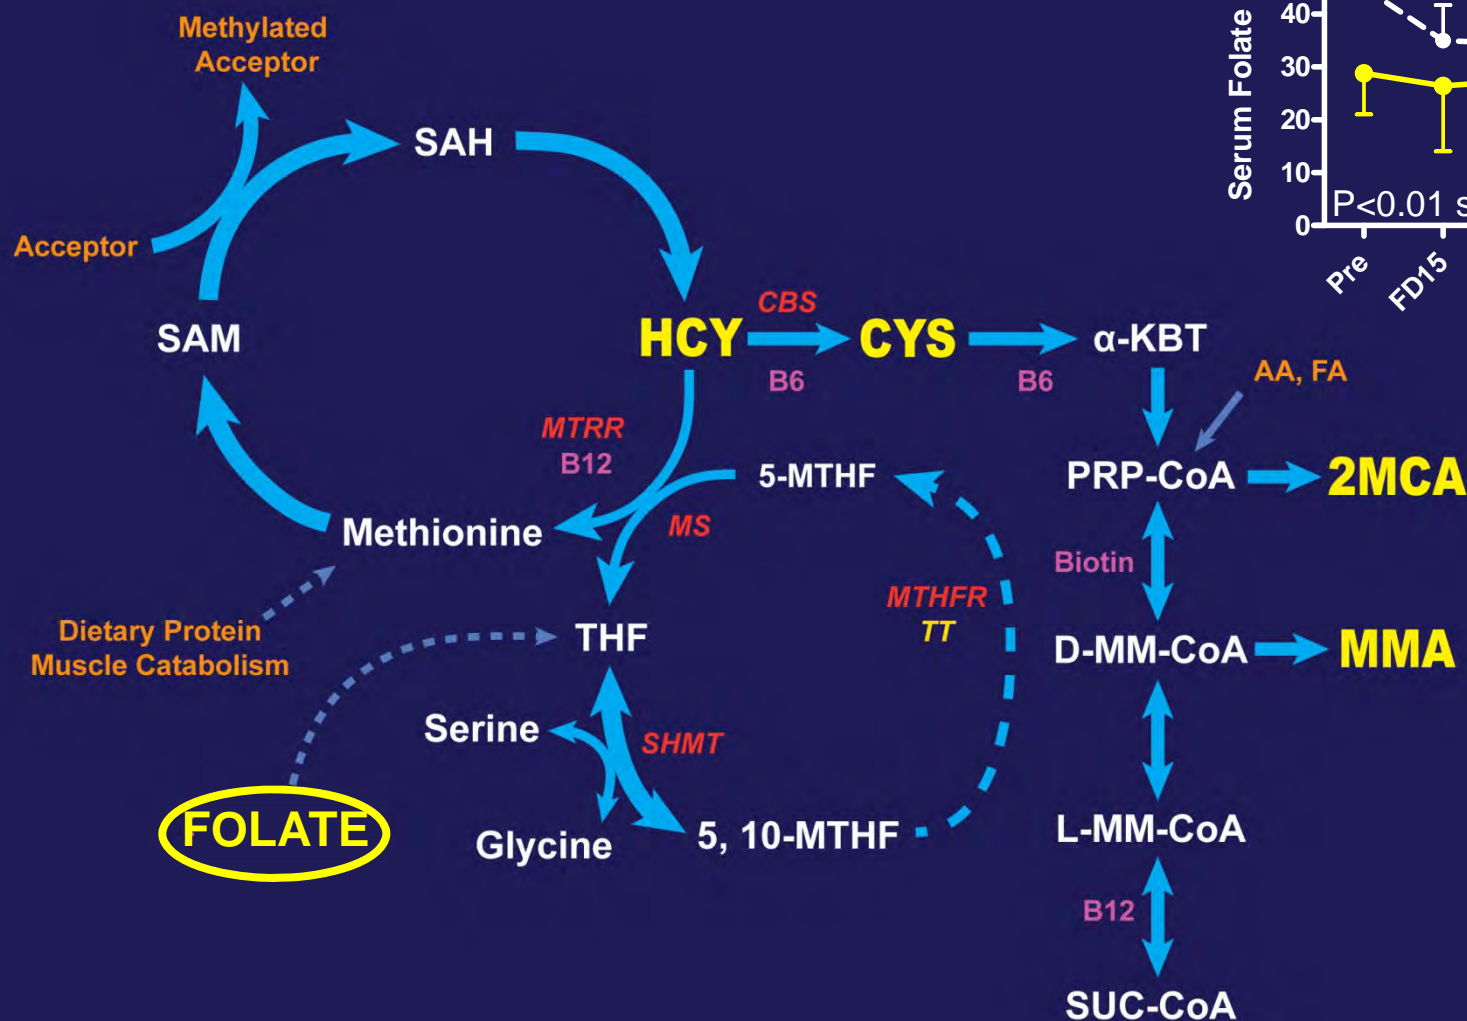 Methylated
Acceptor
SAH
Acceptor
SAM
HCY
CBS
B6
CYS
B6
α-KBT
AA, FA
MTRR
B12
5-MTHF
PRP-CoA
2MCA
Methionine
MS
Biotin
MTHFR
TT
Dietary Protein
Muscle Catabolism
THF
D-MM-CoA
MMA
Serine
SHMT
FOLATE
Glycine
5, 10-MTHF
L-MM-CoA
B12
SUC-CoA
Serum Folate
40
30
20
10
0
P<0.01 s
Pre
FD15